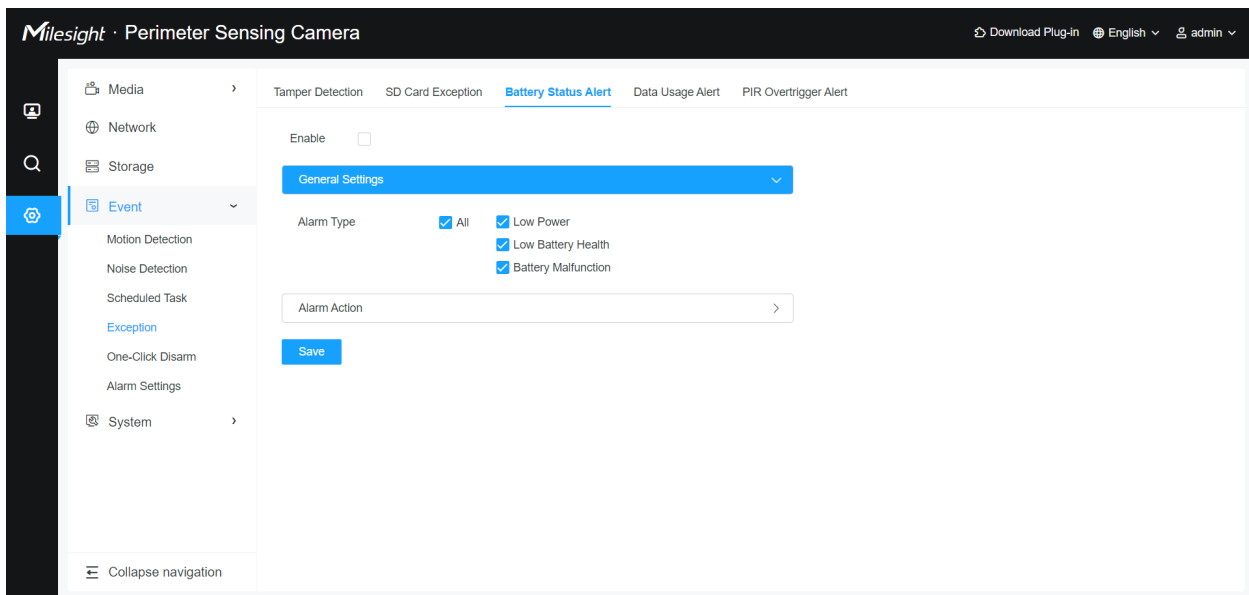 Milesight · Perimeter Sensing Camera
Download Plug-in English admin
Media
Network
Storage
Event
Motion Detection
Noise Detection
Scheduled Task
Exception
One-Click Disarm
Alarm Settings
System
Collapse navigation
Tamper Detection SD Card Exception Battery Status Alert Data Usage Alert PIR Overtrigger Alert
Enable
General Settings
Alarm Type All Low Power
Low Battery Health
Battery Malfunction
Alarm Action
Save